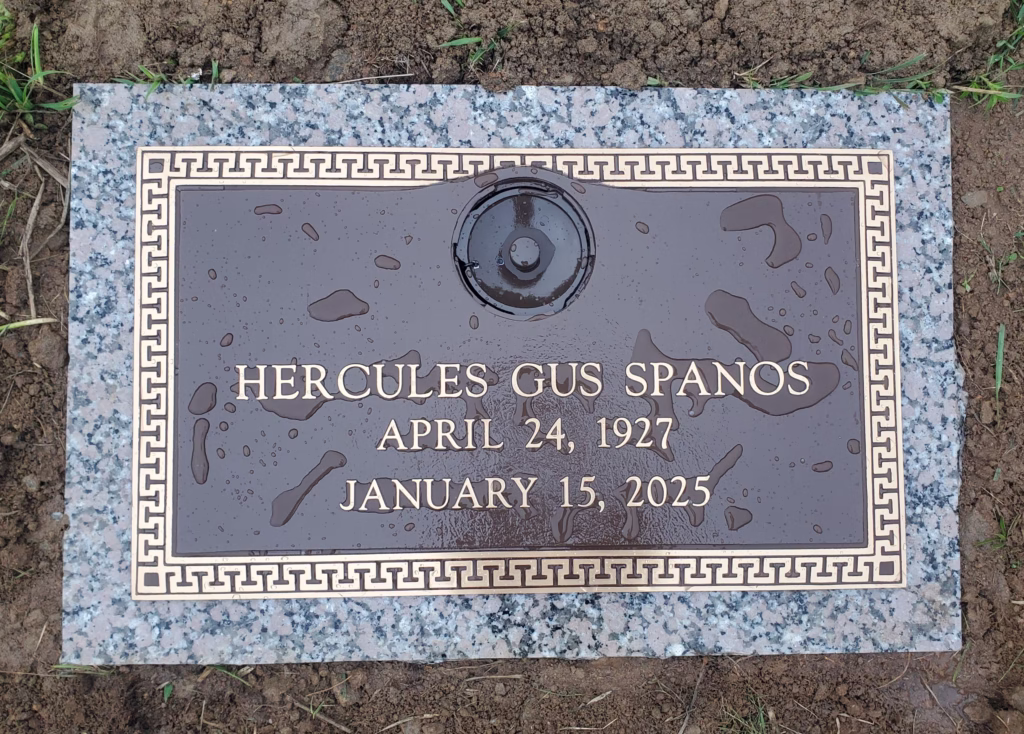 HERCULES GUS SPANOS
APRIL 24, 1927
JANUARY 15, 2025